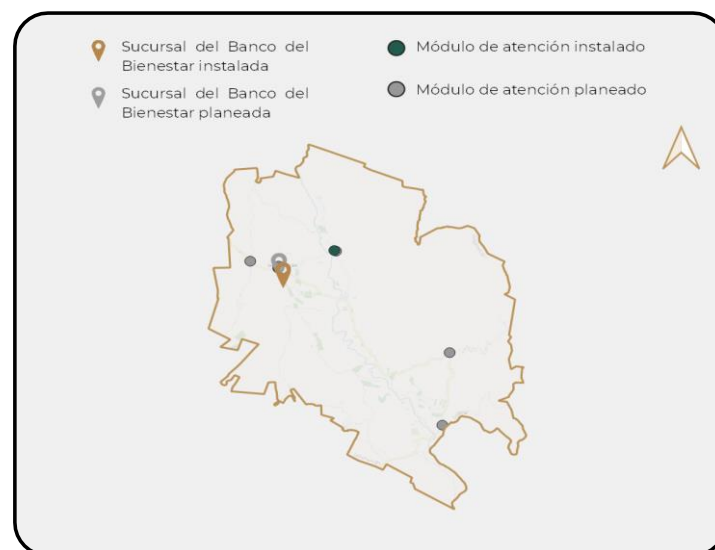 Sucursal del Banco del
Bienestar instalada
Sucursal del Banco del
Bienestar planeada
Módulo de atención instalado
Módulo de atención planeado